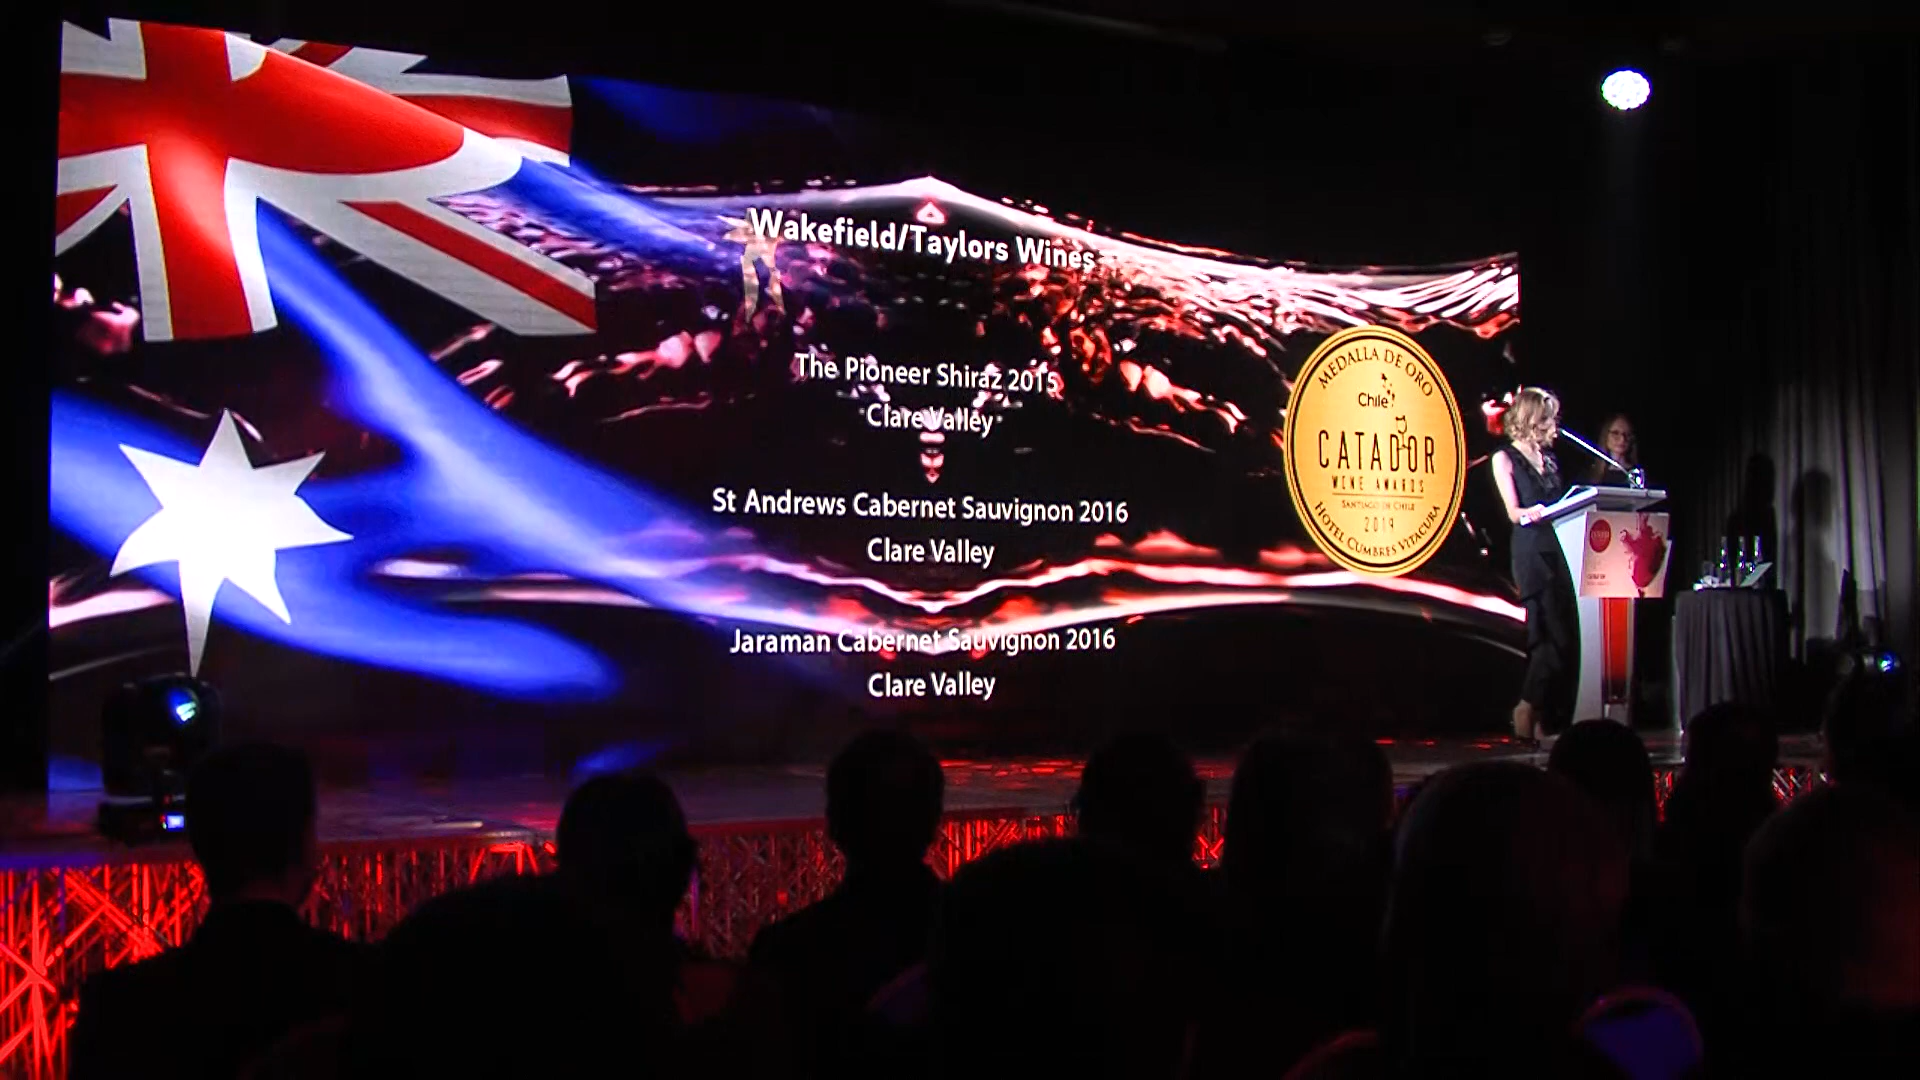 Wakefield/Taylors Wines
The Pioneer Shiraz 2015
Clare Valley
St Andrews Cabernet Sauvignon 2016
Clare Valley
Jaraman Cabernet Sauvignon 2016
Clare Valley
MEDALLA DE ORO
Chile
CATADOR
WINE AWARDS
SANTIAGO DE CHILE
2019
HOTEL CUMBRES VITACURA